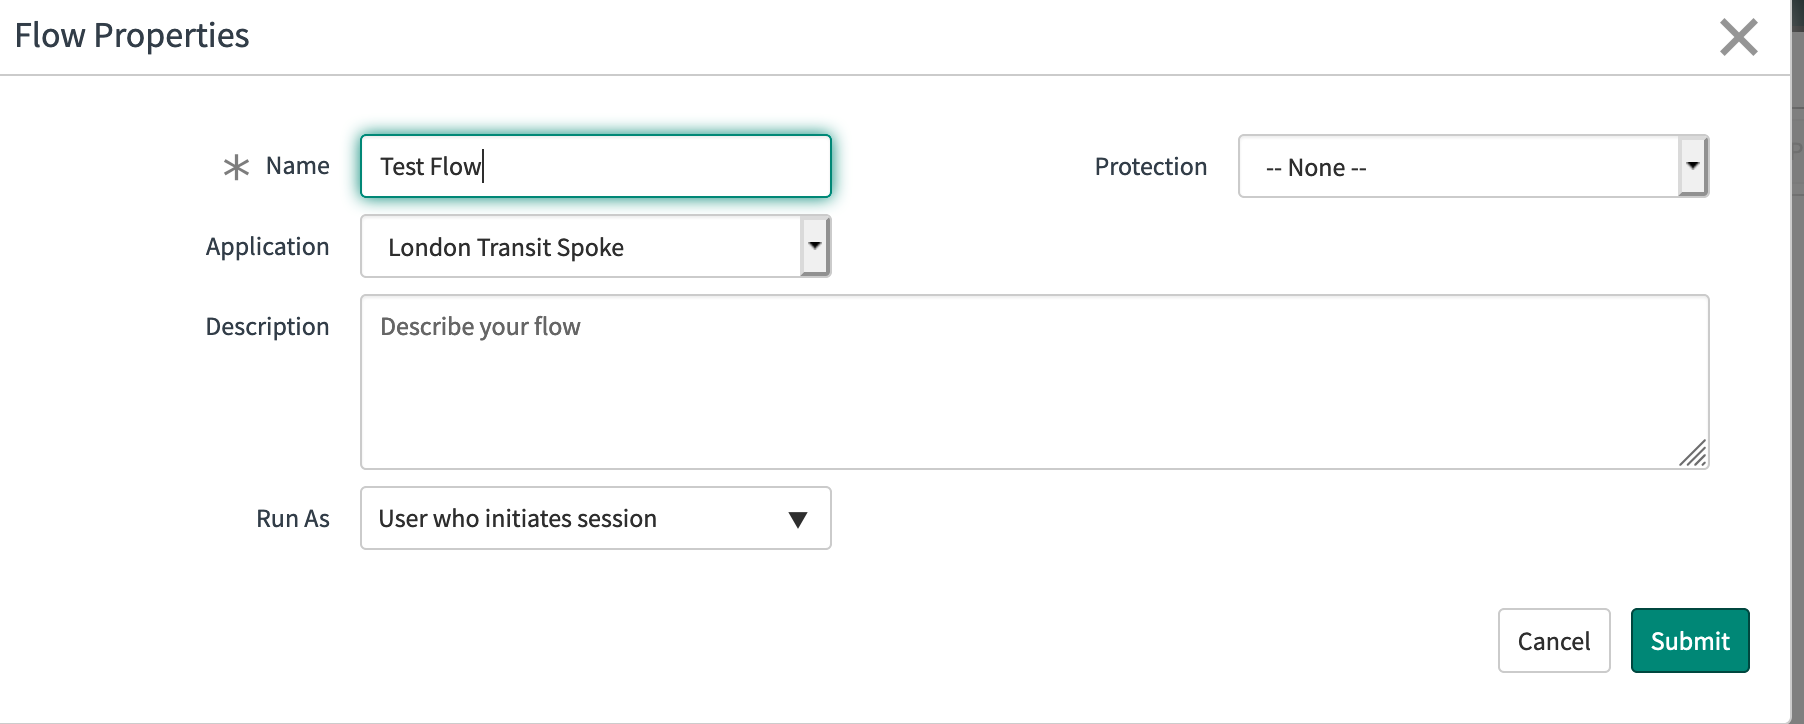 Flow Properties
Name
Test Flow
Protection
-- None --
Application
London Transit Spoke
Description
Describe your flow
Run As
User who initiates session
Cancel
Submit